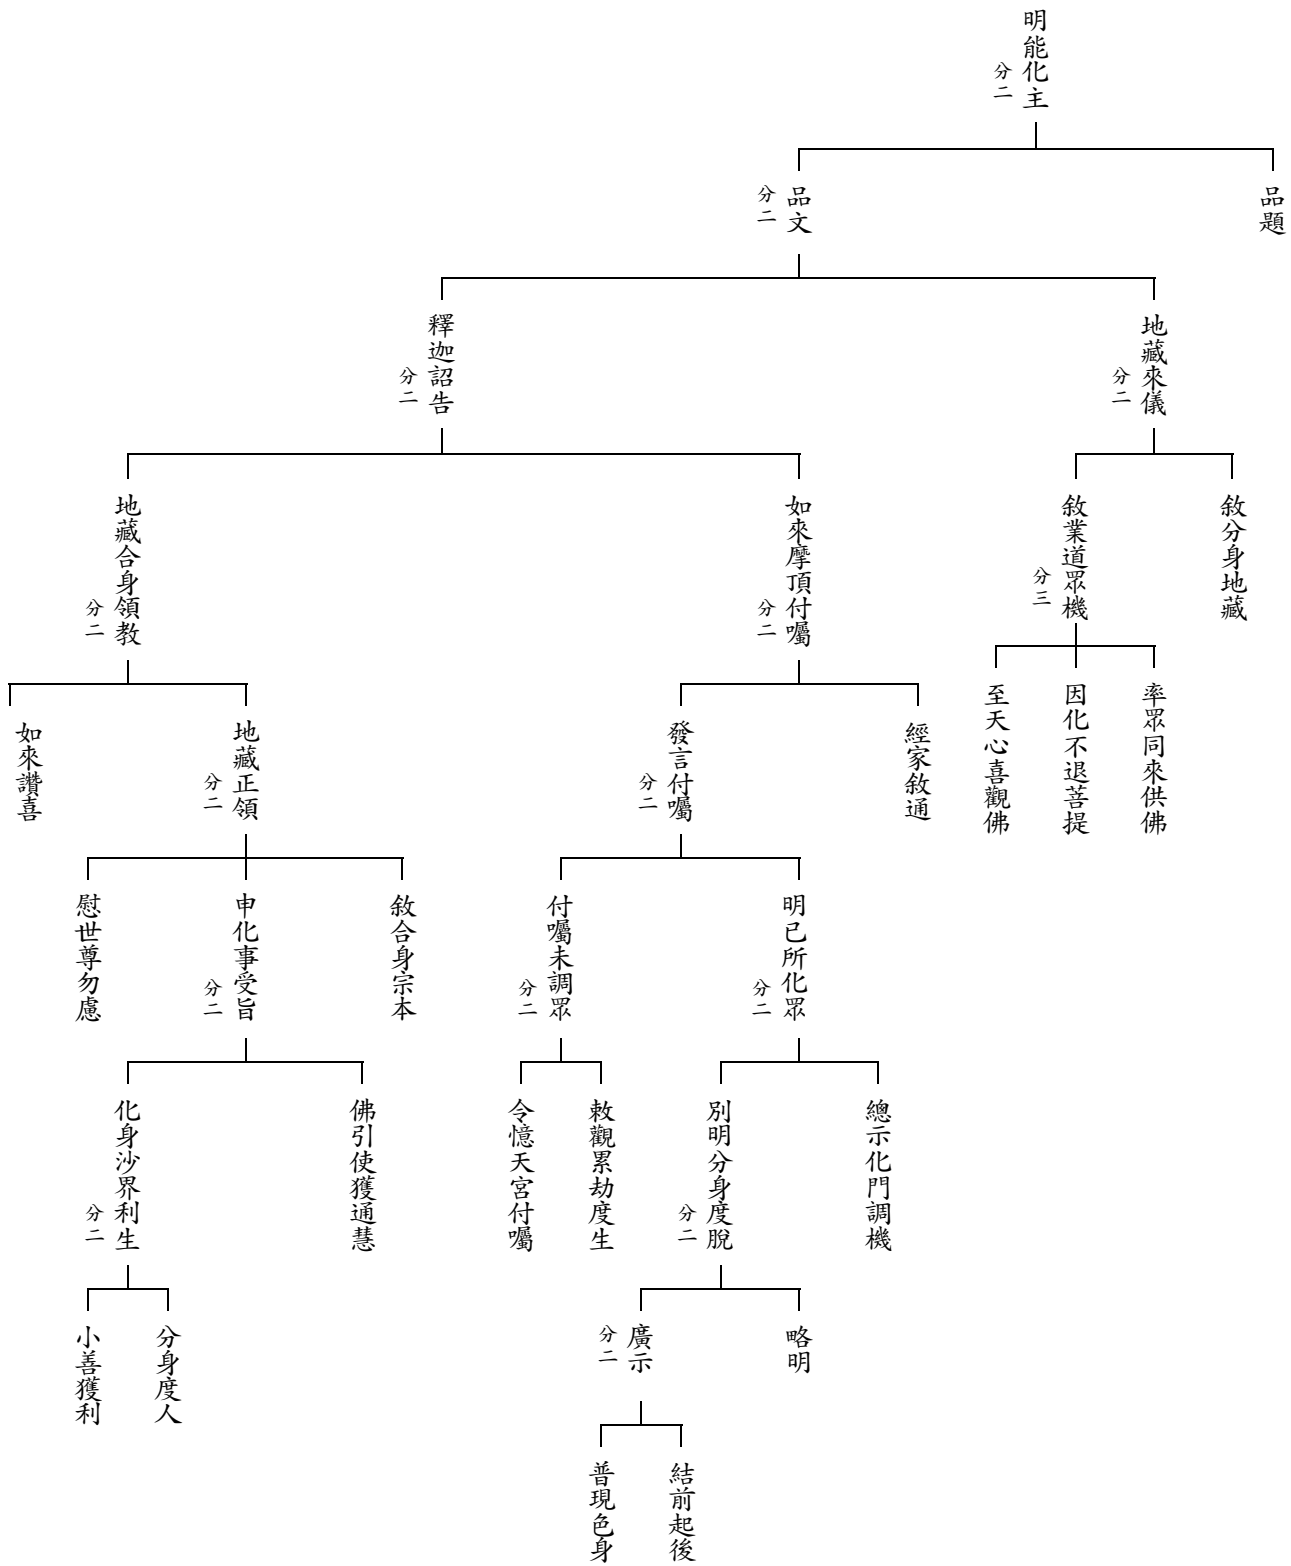 明能化主
分二
品題
品文
分二
地藏來儀
分二
釋迦詔告
分二
敘分身地藏
敘業道眾機
分三
如來摩頂付囑
分二
地藏合身領教
分二
率眾同來供佛
因化不退菩提
至天心喜觀佛
經家敘通
發言付囑
分二
地藏正領
分二
如來讚喜
明已所化眾
分二
付囑未調眾
分二
敘合身宗本
申化事受旨
分二
慰世尊勿慮
總示化門調機
別明分身度脫
分二
敕觀累劫度生
令憶天宮付囑
佛引使獲通慧
化身沙界利生
分二
略明
廣示
分二
分身度人
小善獲利
結前起後
普現色身